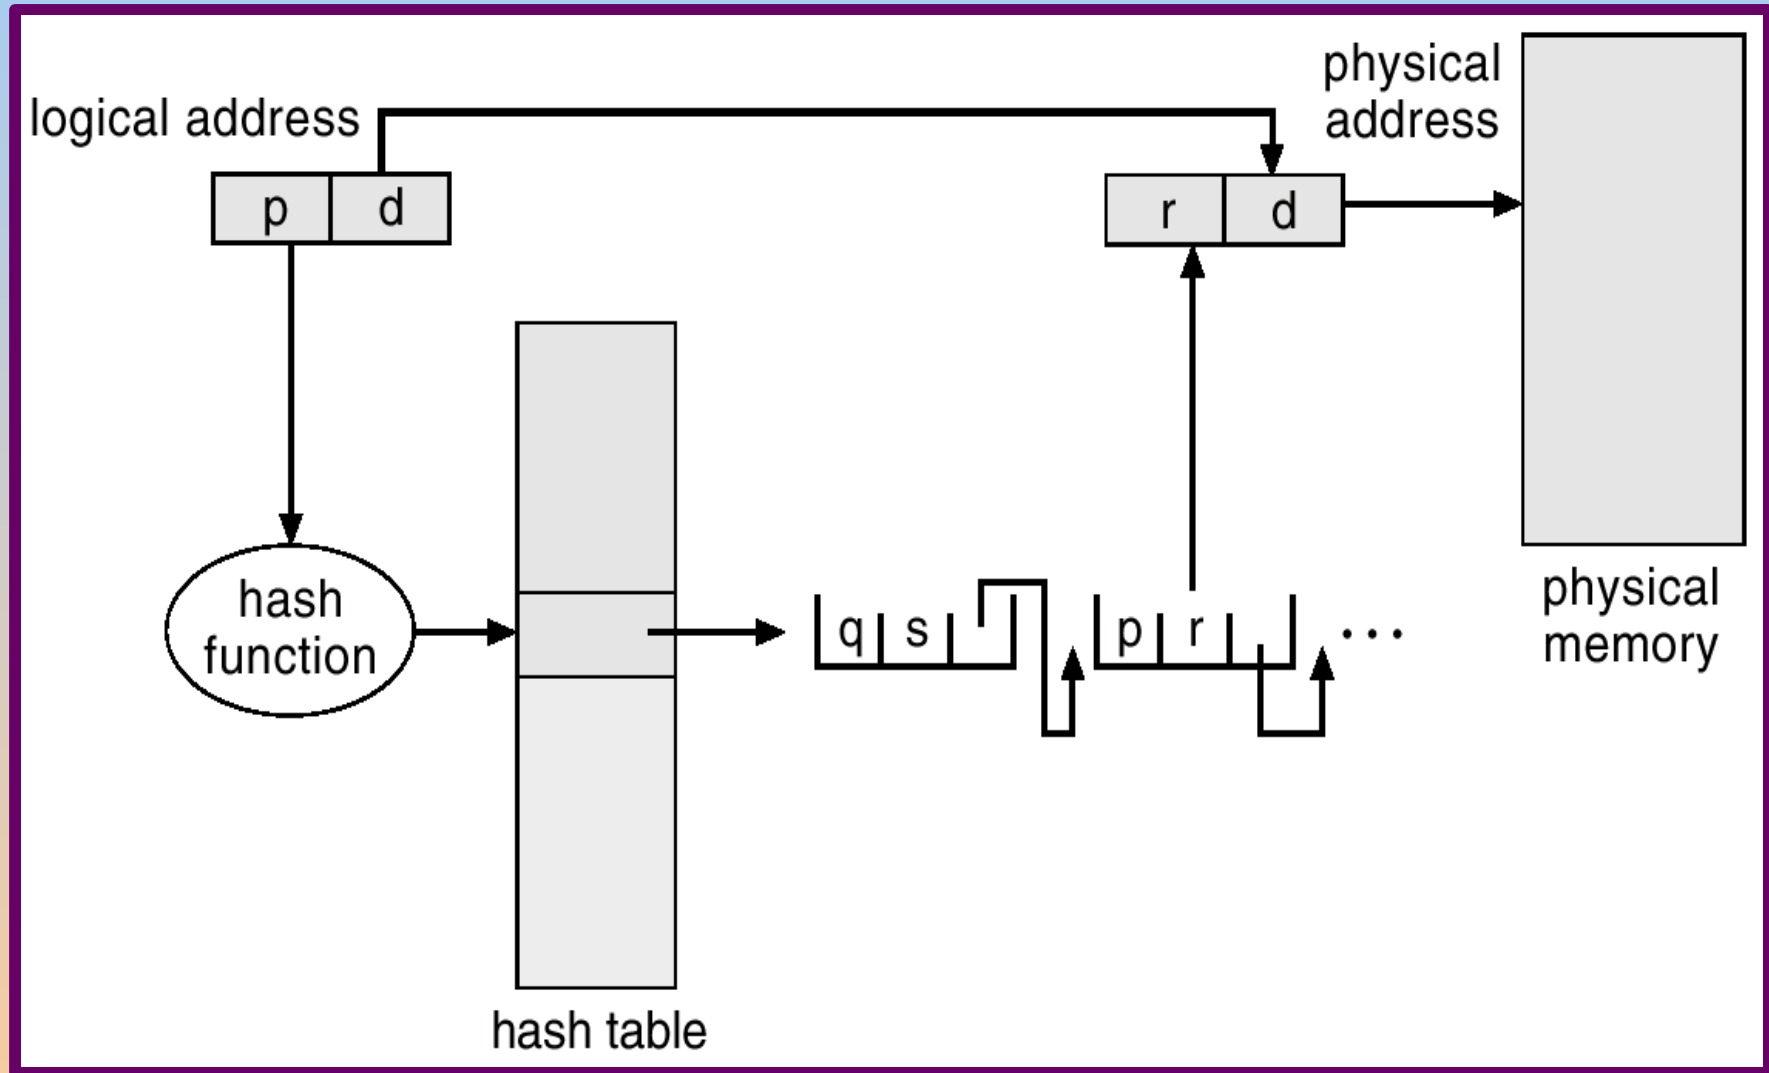 logical address
physical
address
p d
r d
hash
function
q s
p r
...
physical
memory
hash table